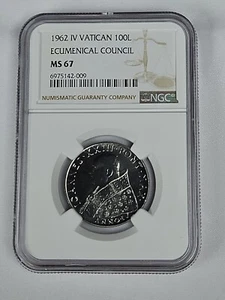 1962 IV VATICAN 100L
ECUMENICAL COUNCIL
MS 67
6975142-009
NUMISMATIC GUARANTY COMPANY
NGC